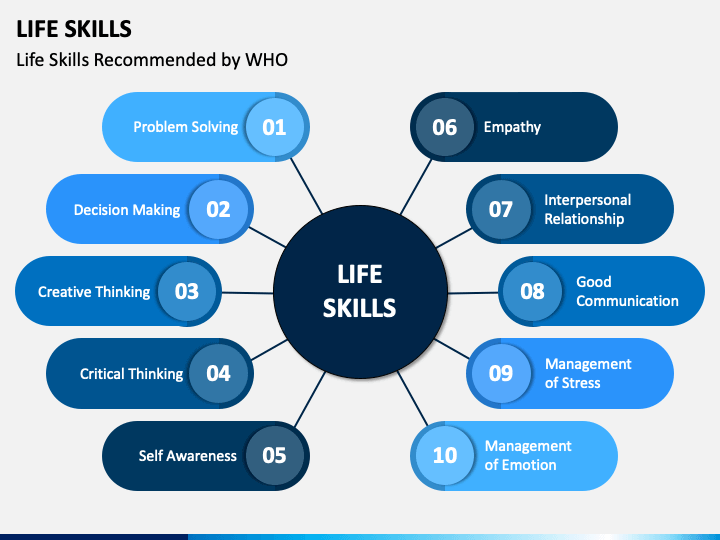 LIFE SKILLS
Life Skills Recommended by WHO
Problem Solving 01
Decision Making 02
Creative Thinking 03
Critical Thinking 04
Self Awareness 05
LIFE
SKILLS
06 Empathy
07 Interpersonal
Relationship
08 Good
Communication
09 Management
of Stress
10 Management
of Emotion